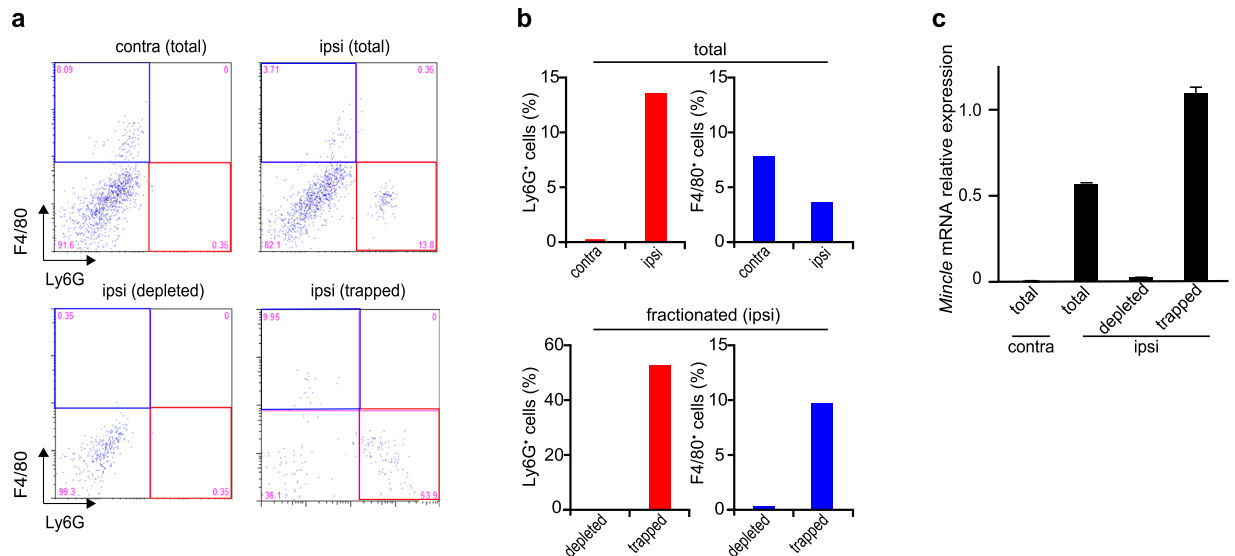 a
contra (total)
8.09
0
91.6
0.35
ipsi (total)
3.71
0.35
82.1
13.8
F4/80
Ly6G
ipsi (depleted)
0.35
0
99.3
0.35
ipsi (trapped)
9.95
0
36.1
53.9
F4/80
Ly6G
b
total
Ly6G⁺ cells (%)
15
10
5
0
contra
ipsi
F4/80⁺ cells (%)
15
10
5
0
contra
ipsi
fractionated (ipsi)
Ly6G⁺ cells (%)
60
40
20
0
depleted
trapped
F4/80⁺ cells (%)
15
10
5
0
depleted
trapped
c
Mincle mRNA relative expression
1.0
0.5
0
total
total
depleted
trapped
contra
ipsi